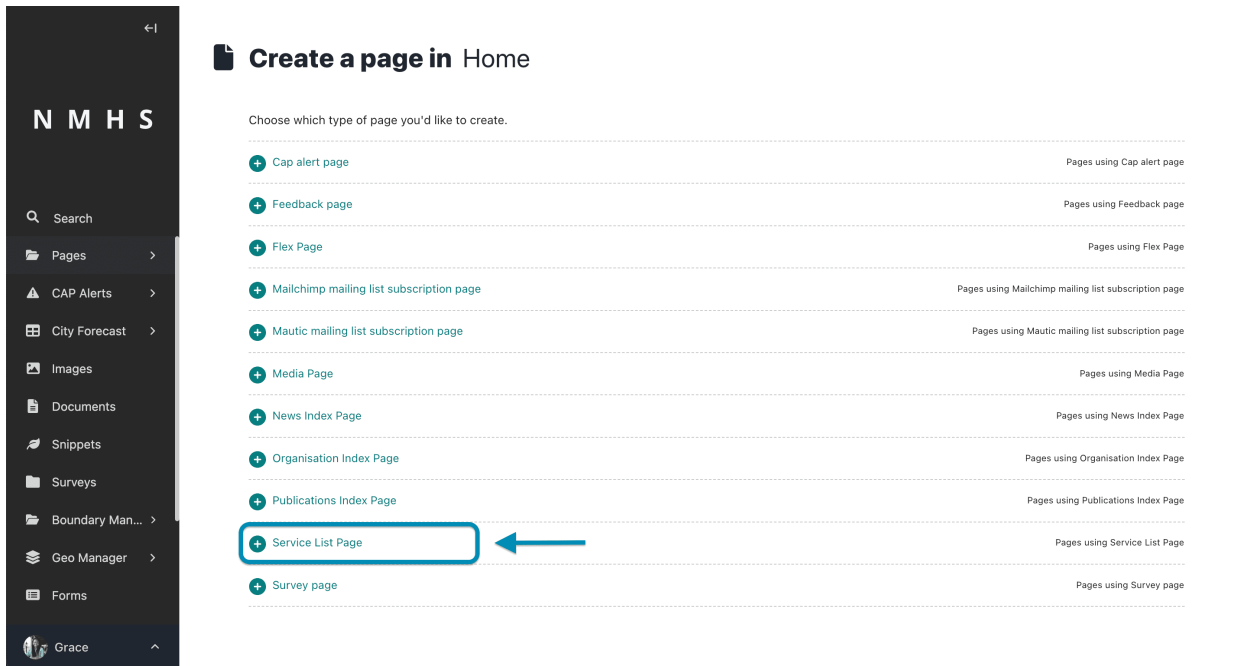 NMHS
Search
Pages
CAP Alerts
City Forecast
Images
Documents
Snippets
Surveys
Boundary Man...
Geo Manager
Forms
Grace
Create a page in Home
Choose which type of page you'd like to create.
Cap alert page Pages using Cap alert page
Feedback page Pages using Feedback page
Flex Page Pages using Flex Page
Mailchimp mailing list subscription page Pages using Mailchimp mailing list subscription page
Mautic mailing list subscription page Pages using Mautic mailing list subscription page
Media Page Pages using Media Page
News Index Page Pages using News Index Page
Organisation Index Page Pages using Organisation Index Page
Publications Index Page Pages using Publications Index Page
Service List Page Pages using Service List Page
Survey page Pages using Survey page